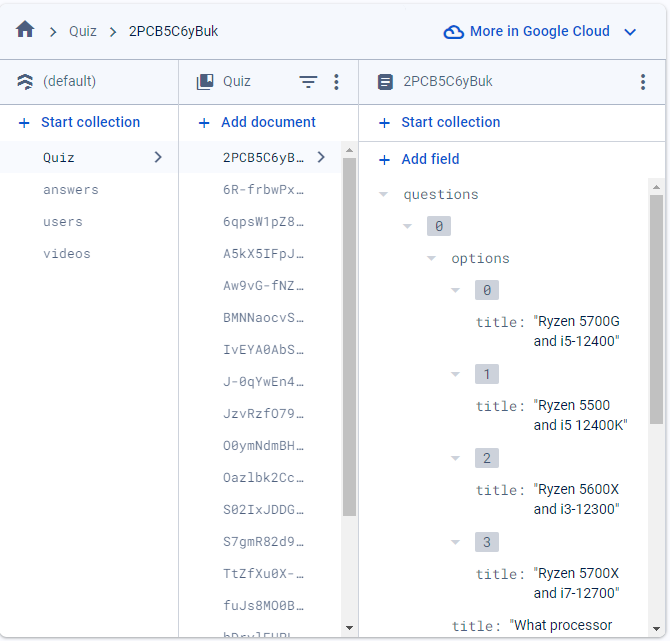 Quiz
2PCB5C6yBuk
More in Google Cloud
(default)
Quiz
2PCB5C6yBuk
+ Start collection
+ Add document
+ Start collection
Quiz
answers
users
videos
2PCB5C6yB…
6R-frbwPx…
6qpsW1pZ8…
A5kX5IFpJ…
Aw9vG-fNZ…
BMNNaocvS…
IvEYA0AbS…
J-0qYwEn4…
JzvRzfO79…
O0ymNdmBH…
Oazlbk2Cc…
S02IxJDDG…
S7gmR82d9…
TtZfXu0X-…
fuJs8MO0B…
+ Add field
questions
0
options
0
title: "Ryzen 5700G
and i5-12400"
1
title: "Ryzen 5500
and i5 12400K"
2
title: "Ryzen 5600X
and i3-12300"
3
title: "Ryzen 5700X
and i7-12700"
title: "What processor